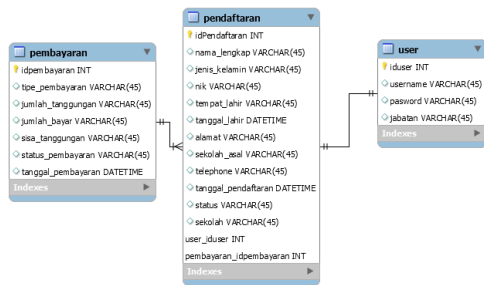 pembayaran
idpembayaran INT
tipe_pembayaran VARCHAR(45)
jumlah_tanggungan VARCHAR(45)
jumlah_bayar VARCHAR(45)
sisa_tanggungan VARCHAR(45)
status_pembayaran VARCHAR(45)
tanggal_pembayaran DATETIME
Indexes
pendaftaran
idPendaftaran INT
nama_lengkap VARCHAR(45)
jenis_kelamin VARCHAR(45)
nik VARCHAR(45)
tempat_lahir VARCHAR(45)
tanggal_lahir DATETIME
alamat VARCHAR(45)
sekolah_asal VARCHAR(45)
telephone VARCHAR(45)
tanggal_pendaftaran DATETIME
status VARCHAR(45)
sekolah VARCHAR(45)
user_iduser INT
pembayaran_idpembayaran INT
Indexes
user
iduser INT
username VARCHAR(45)
pasword VARCHAR(45)
jabatan VARCHAR(45)
Indexes